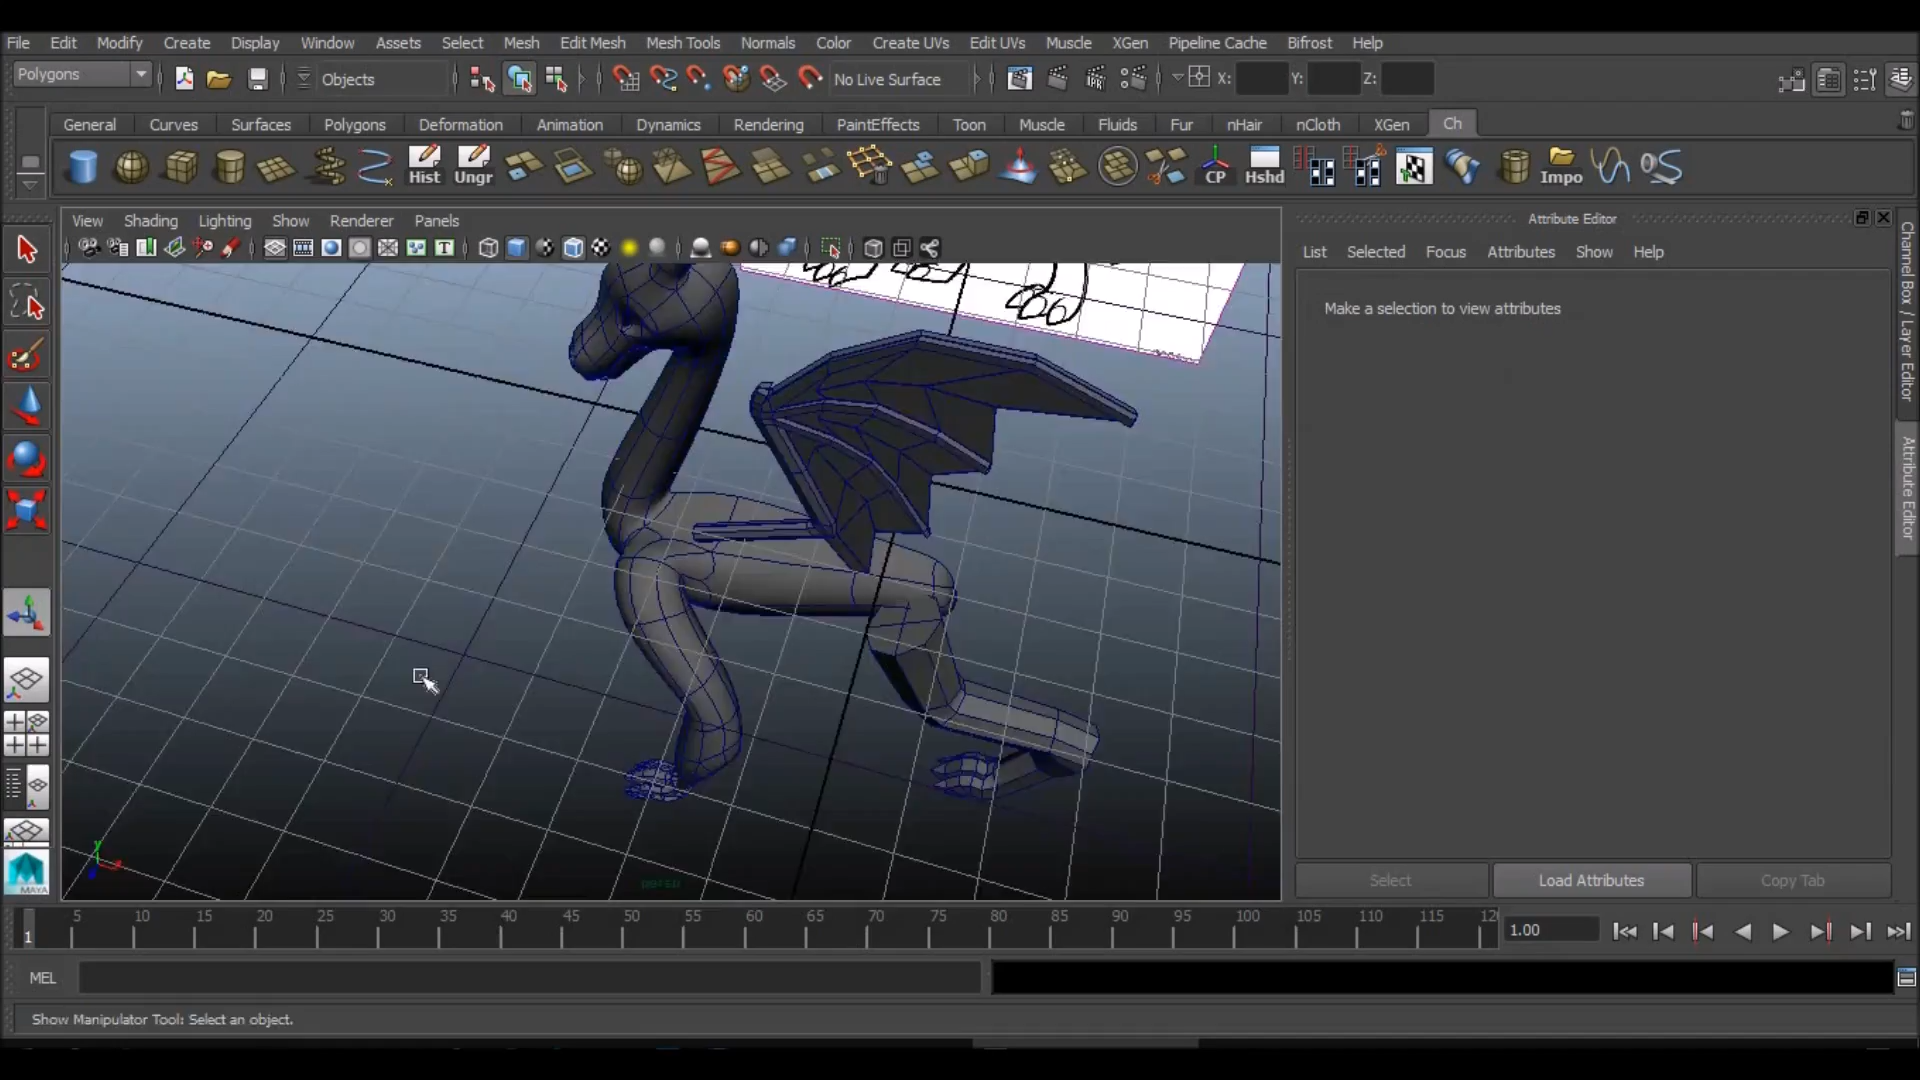 File Edit Modify Create Display Window Assets Select Mesh Edit Mesh Mesh Tools Normals Color Create UVs Edit UVs Muscle XGen Pipeline Cache Bifrost Help
Polygons Objects No Live Surface X: Y: Z:
General Curves Surfaces Polygons Deformation Animation Dynamics Rendering PaintEffects Toon Muscle Fluids Fur nHair nCloth XGen Ch
Hist Ungr CP Hshd Impo
View Shading Lighting Show Renderer Panels
T
Attribute Editor
List Selected Focus Attributes Show Help
Make a selection to view attributes
Channel Box / Layer Editor
Attribute Editor
MAYA
y
persp
Select Load Attributes Copy Tab
5 10 15 20 25 30 35 40 45 50 55 60 65 70 75 80 85 90 95 100 105 110 115 12
1
1.00
MEL
Show Manipulator Tool: Select an object.